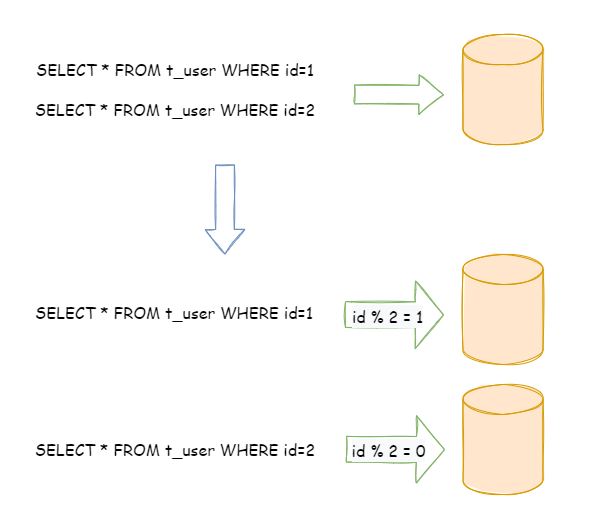 SELECT * FROM t_user WHERE id=1
SELECT * FROM t_user WHERE id=2
SELECT * FROM t_user WHERE id=1
id % 2 = 1
SELECT * FROM t_user WHERE id=2
id % 2 = 0